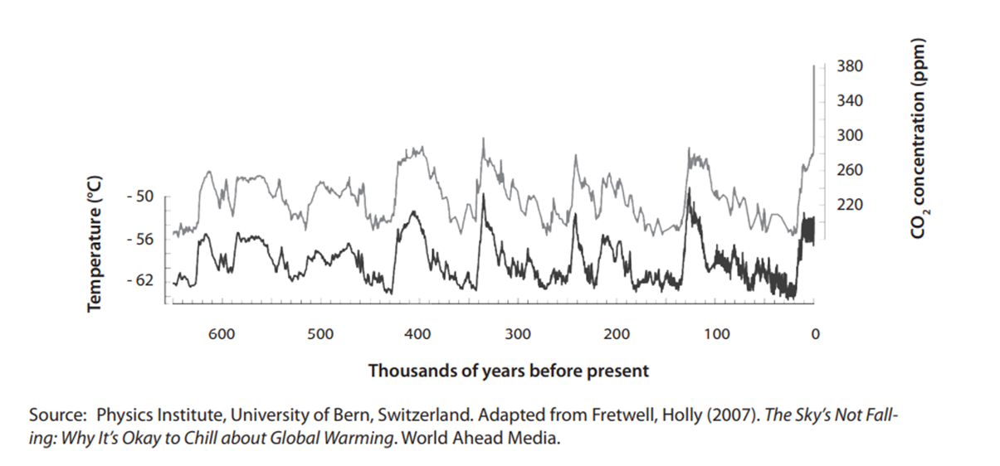 Temperature (°C)
- 50
- 56
- 62
380
340
300
260
220
CO₂ concentration (ppm)
600 500 400 300 200 100 0
Thousands of years before present
Source: Physics Institute, University of Bern, Switzerland. Adapted from Fretwell, Holly (2007). The Sky’s Not Fall-
ing: Why It’s Okay to Chill about Global Warming. World Ahead Media.